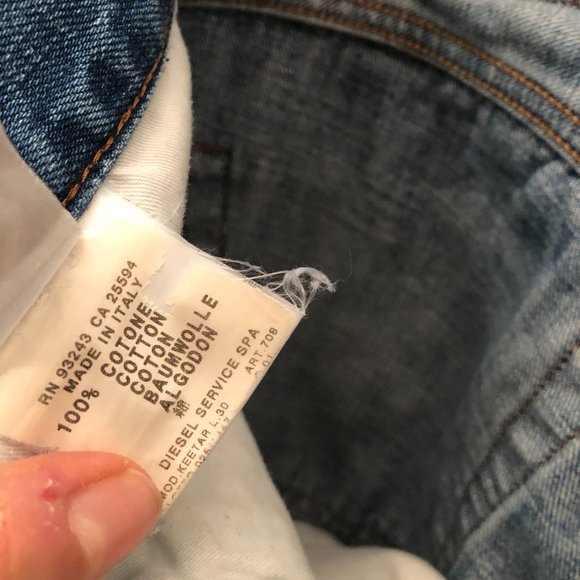 RN 93243 CA 25594
MADE IN ITALY
100% COTONE
COTTON
COTON
BAUMWOLLE
ALGODON
棉
DIESEL SERVICE SPA
MOD.KEETAR L.30
ART.708